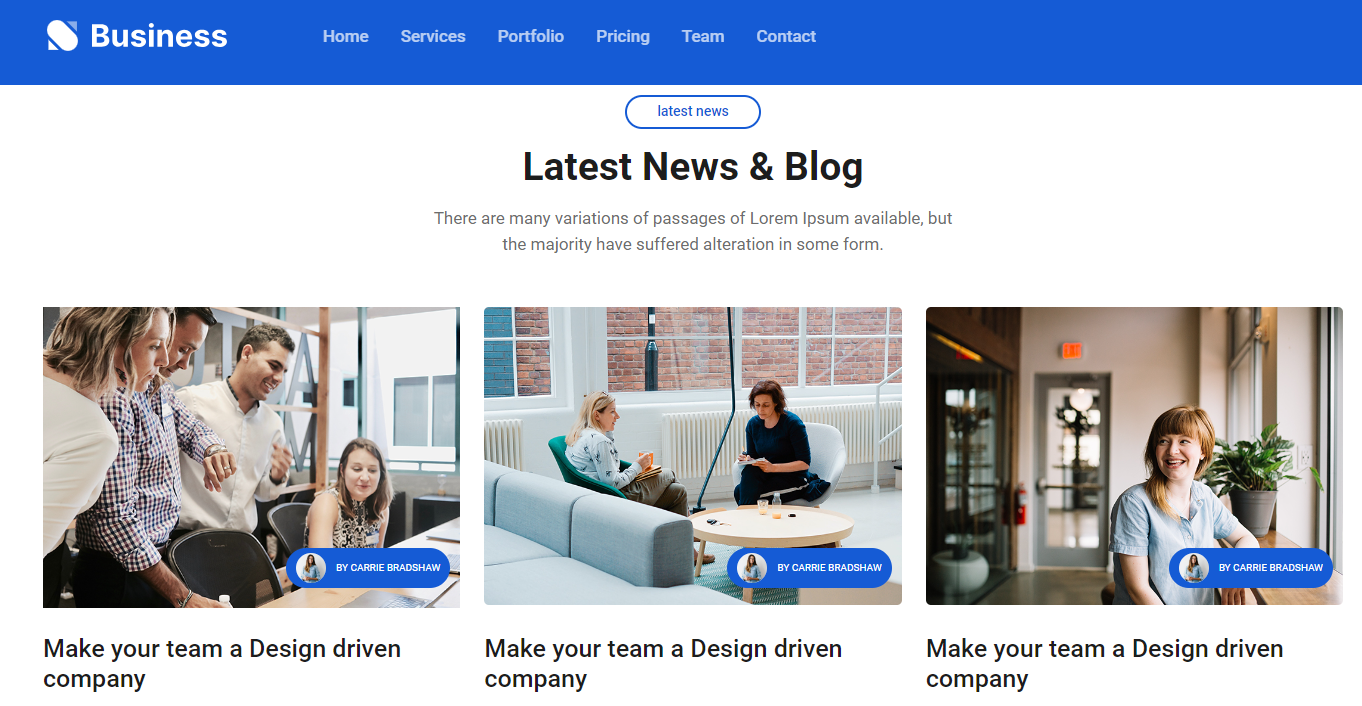 Business
Home Services Portfolio Pricing Team Contact
latest news
Latest News & Blog
There are many variations of passages of Lorem Ipsum available, but
the majority have suffered alteration in some form.
BY CARRIE BRADSHAW
BY CARRIE BRADSHAW
BY CARRIE BRADSHAW
Make your team a Design driven
company
Make your team a Design driven
company
Make your team a Design driven
company